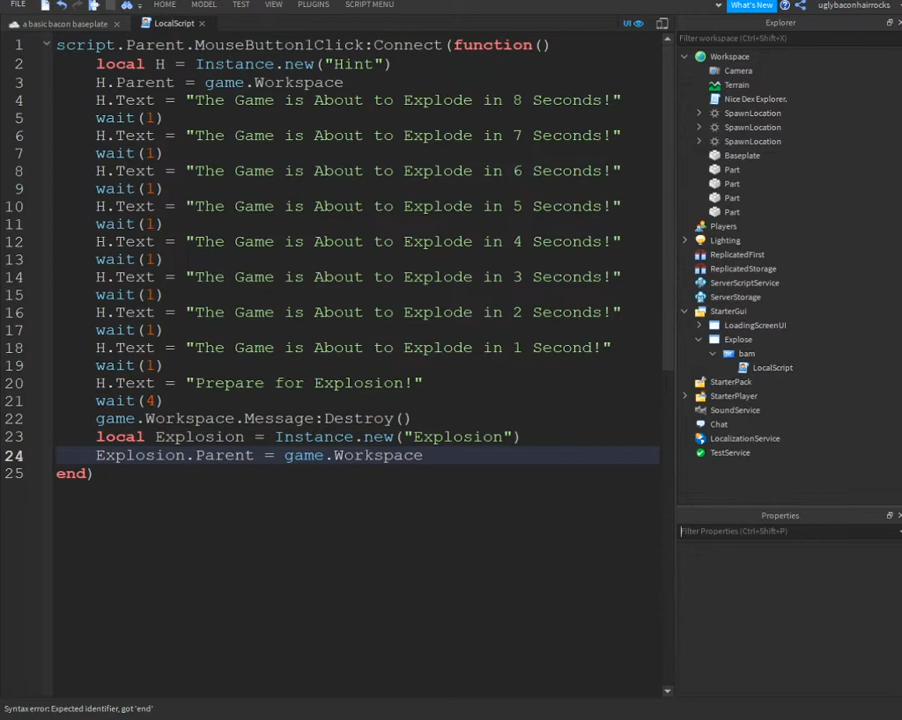 FILE HOME MODEL TEST VIEW PLUGINS SCRIPT MENU What's New uglybaconhairrocks
a basic bacon baseplate × LocalScript × UI
Explorer
Filter workspace (Ctrl+Shift+X)
1 script.Parent.MouseButton1Click:Connect(function()
2 local H = Instance.new("Hint")
3 H.Parent = game.Workspace
4 H.Text = "The Game is About to Explode in 8 Seconds!"
5 wait(1)
6 H.Text = "The Game is About to Explode in 7 Seconds!"
7 wait(1)
8 H.Text = "The Game is About to Explode in 6 Seconds!"
9 wait(1)
10 H.Text = "The Game is About to Explode in 5 Seconds!"
11 wait(1)
12 H.Text = "The Game is About to Explode in 4 Seconds!"
13 wait(1)
14 H.Text = "The Game is About to Explode in 3 Seconds!"
15 wait(1)
16 H.Text = "The Game is About to Explode in 2 Seconds!"
17 wait(1)
18 H.Text = "The Game is About to Explode in 1 Second!"
19 wait(1)
20 H.Text = "Prepare for Explosion!"
21 wait(4)
22 game.Workspace.Message:Destroy()
23 local Explosion = Instance.new("Explosion")
24 Explosion.Parent = game.Workspace
25 end)
Workspace
Camera
Terrain
Nice Dex Explorer.
SpawnLocation
SpawnLocation
SpawnLocation
Baseplate
Part
Part
Part
Part
Players
Lighting
ReplicatedFirst
ReplicatedStorage
ServerScriptService
ServerStorage
StarterGui
LoadingScreenUI
Explose
bam
LocalScript
StarterPack
StarterPlayer
SoundService
Chat
LocalizationService
TestService
Properties
Filter Properties (Ctrl+Shift+P)
Syntax error: Expected identifier, got 'end'